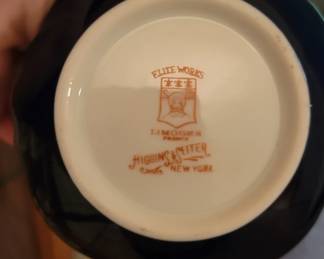 ELITE WORKS
LIMOGES
FRANCE
HIGGINS & SEITER
NEW YORK